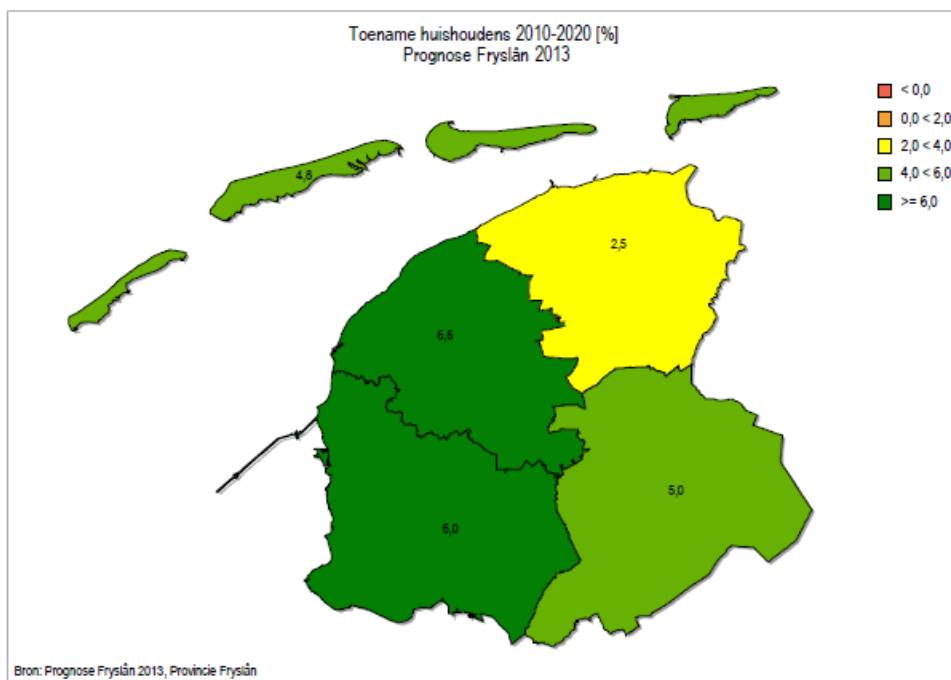 Toename huishoudens 2010-2020 [%]
Prognose Fryslân 2013
< 0,0
0,0 < 2,0
2,0 < 4,0
4,0 < 6,0
>= 6,0
4,8
2,5
6,6
5,0
6,0
Bron: Prognose Fryslân 2013, Provincie Fryslân